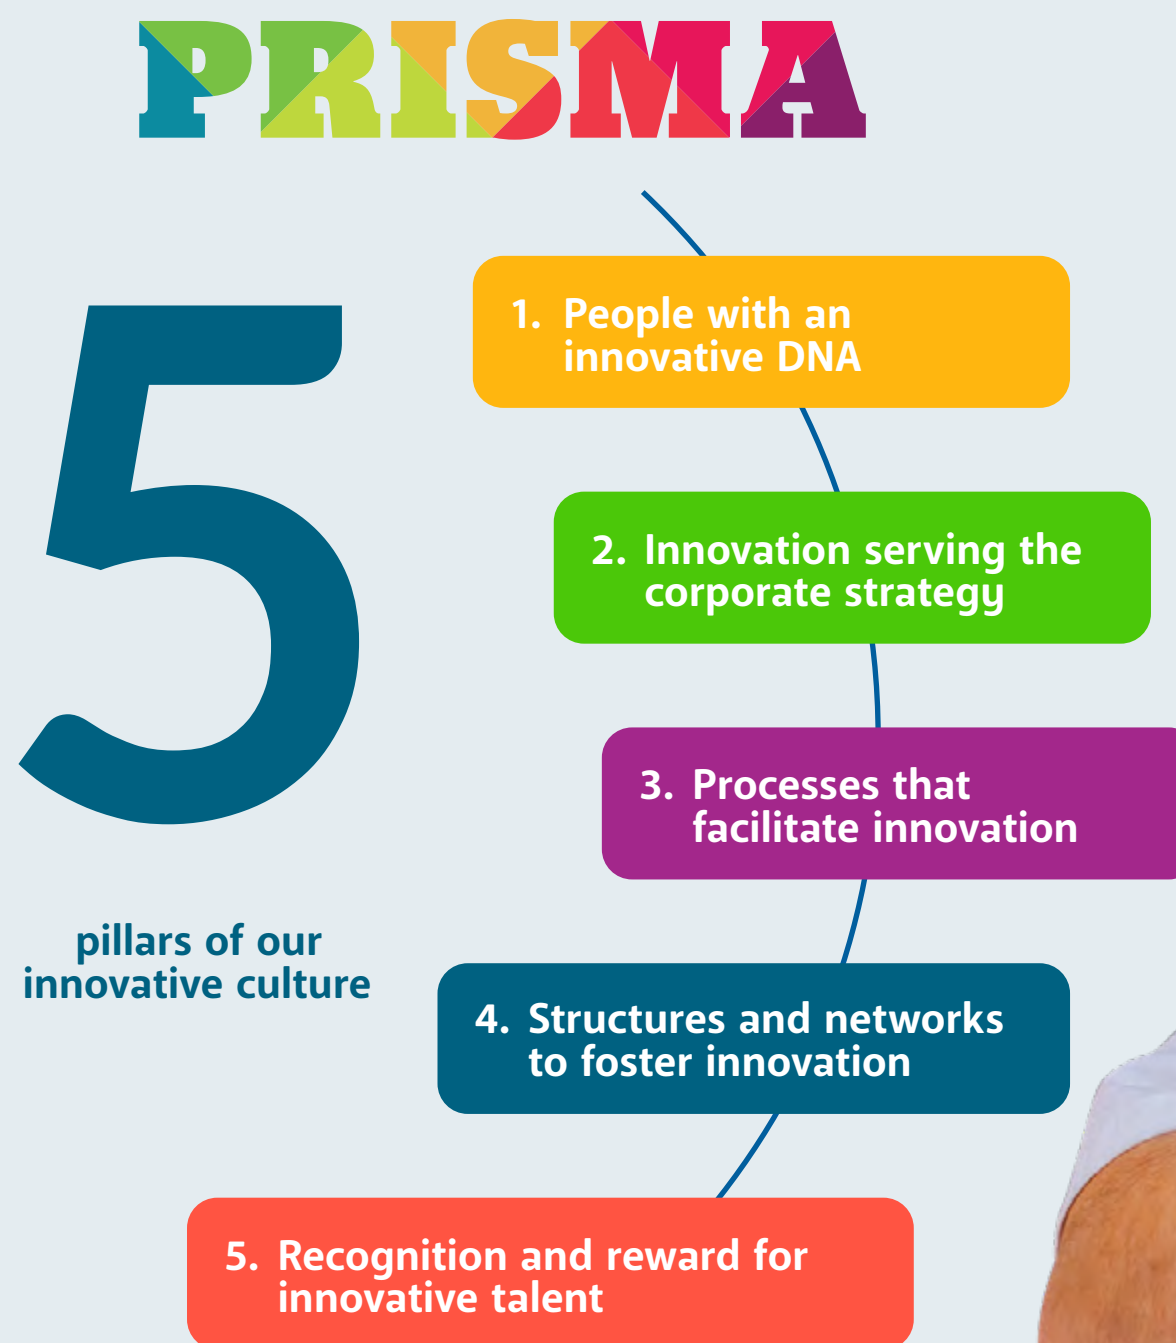 PRISMA
5
pillars of our
innovative culture
1. People with an
innovative DNA
2. Innovation serving the
corporate strategy
3. Processes that
facilitate innovation
4. Structures and networks
to foster innovation
5. Recognition and reward for
innovative talent